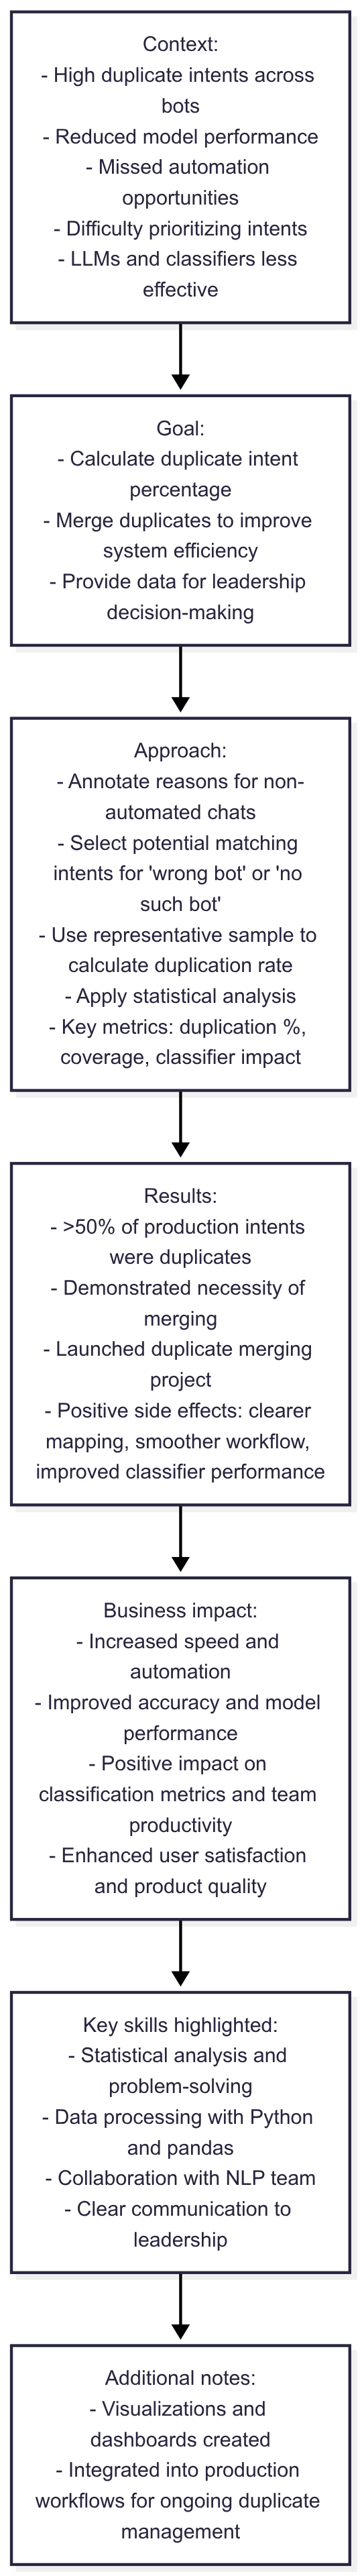 Context:
- High duplicate intents across
bots
- Reduced model performance
- Missed automation
opportunities
- Difficulty prioritizing intents
- LLMs and classifiers less
effective
Goal:
- Calculate duplicate intent
percentage
- Merge duplicates to improve
system efficiency
- Provide data for leadership
decision-making
Approach:
- Annotate reasons for non-
automated chats
- Select potential matching
intents for 'wrong bot' or 'no
such bot'
- Use representative sample to
calculate duplication rate
- Apply statistical analysis
- Key metrics: duplication %,
coverage, classifier impact
Results:
- >50% of production intents
were duplicates
- Demonstrated necessity of
merging
- Launched duplicate merging
project
- Positive side effects: clearer
mapping, smoother workflow,
improved classifier performance
Business impact:
- Increased speed and
automation
- Improved accuracy and model
performance
- Positive impact on
classification metrics and team
productivity
- Enhanced user satisfaction
and product quality
Key skills highlighted:
- Statistical analysis and
problem-solving
- Data processing with Python
and pandas
- Collaboration with NLP team
- Clear communication to
leadership
Additional notes:
- Visualizations and
dashboards created
- Integrated into production
workflows for ongoing duplicate
management